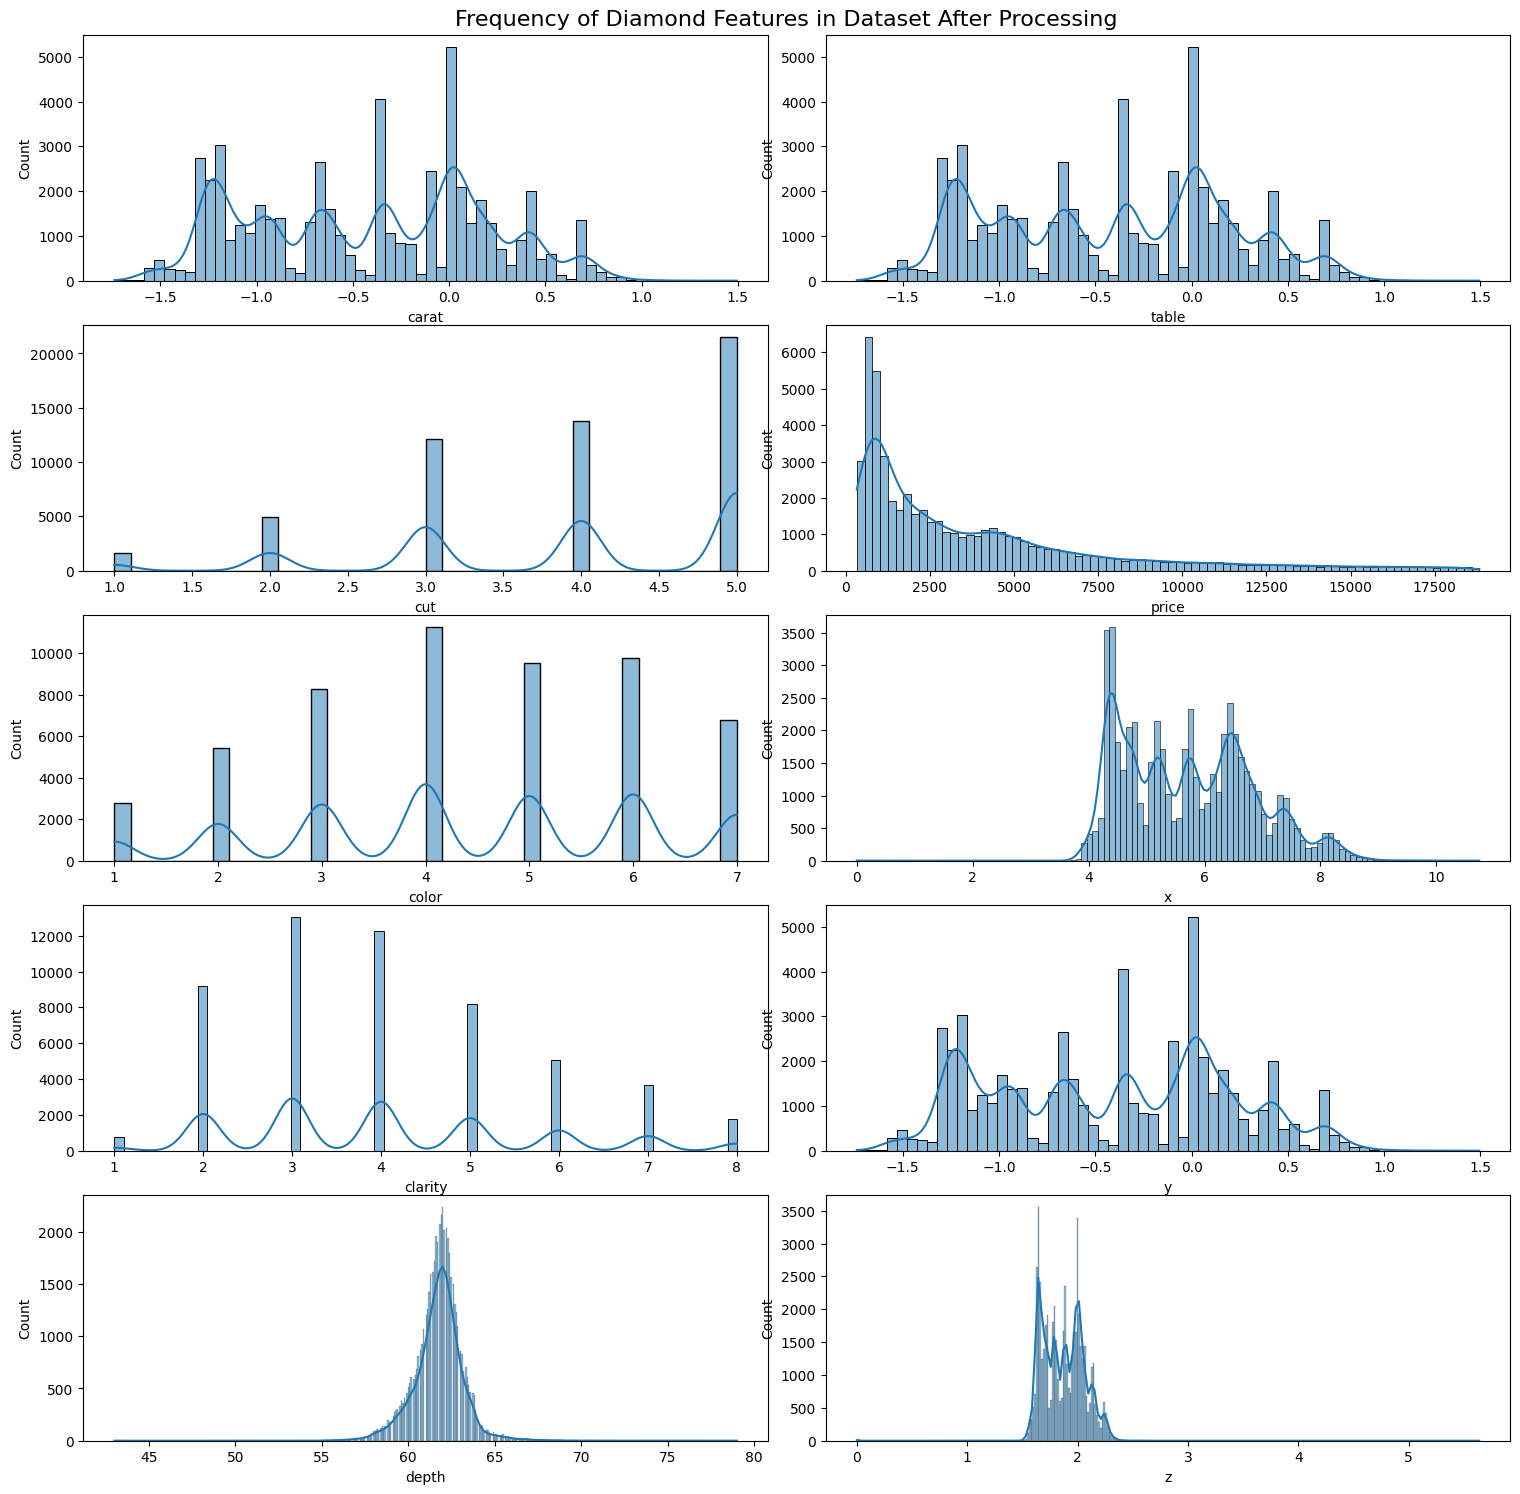 Frequency of Diamond Features in Dataset After Processing
5000
4000
3000
2000
1000
0
Count
−1.5 −1.0 −0.5 0.0 0.5 1.0 1.5
carat
5000
4000
3000
2000
1000
0
Count
−1.5 −1.0 −0.5 0.0 0.5 1.0 1.5
table
20000
15000
10000
5000
0
Count
1.0 1.5 2.0 2.5 3.0 3.5 4.0 4.5 5.0
cut
6000
5000
4000
3000
2000
1000
0
Count
0 2500 5000 7500 10000 12500 15000 17500
price
10000
8000
6000
4000
2000
0
Count
1 2 3 4 5 6 7
color
3500
3000
2500
2000
1500
1000
500
0
Count
0 2 4 6 8 10
x
12000
10000
8000
6000
4000
2000
0
Count
1 2 3 4 5 6 7 8
clarity
5000
4000
3000
2000
1000
0
Count
−1.5 −1.0 −0.5 0.0 0.5 1.0 1.5
y
2000
1500
1000
500
0
Count
45 50 55 60 65 70 75 80
depth
3500
3000
2500
2000
1500
1000
500
0
Count
0 1 2 3 4 5
z